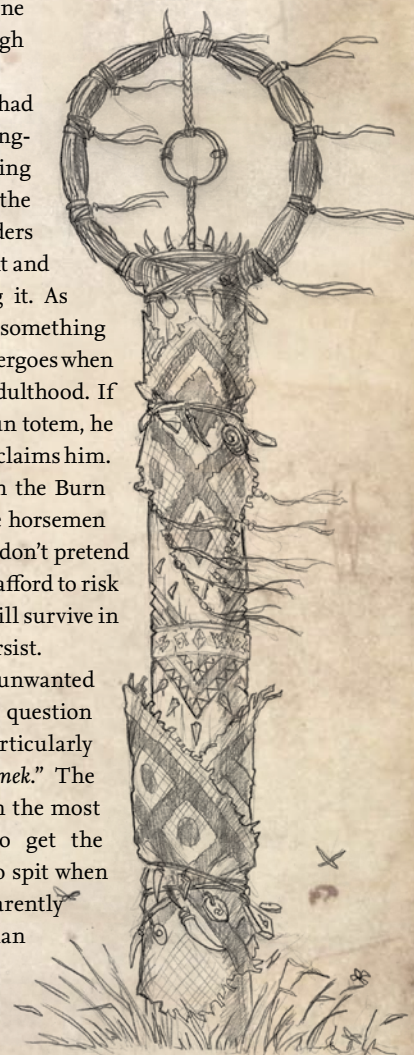 ne
gh
had
ng-
ing
the
ders
t and
g it. As
something
ergoes when
dulthood. If
un totem, he
claims him.
n the Burn
e horsemen
don't pretend
afford to risk
ill survive in
rsist.
unwanted
question
rticularly
mek.” The
n the most
o get the
o spit when
arently
an